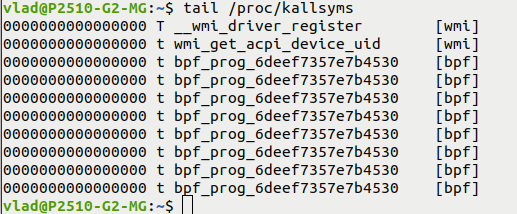 vlad@P2510-G2-MG:~$ tail /proc/kallsyms
0000000000000000 T __wmi_driver_register [wmi]
0000000000000000 t wmi_get_acpi_device_uid [wmi]
0000000000000000 t bpf_prog_6deef7357e7b4530 [bpf]
0000000000000000 t bpf_prog_6deef7357e7b4530 [bpf]
0000000000000000 t bpf_prog_6deef7357e7b4530 [bpf]
0000000000000000 t bpf_prog_6deef7357e7b4530 [bpf]
0000000000000000 t bpf_prog_6deef7357e7b4530 [bpf]
0000000000000000 t bpf_prog_6deef7357e7b4530 [bpf]
0000000000000000 t bpf_prog_6deef7357e7b4530 [bpf]
0000000000000000 t bpf_prog_6deef7357e7b4530 [bpf]
vlad@P2510-G2-MG:~$